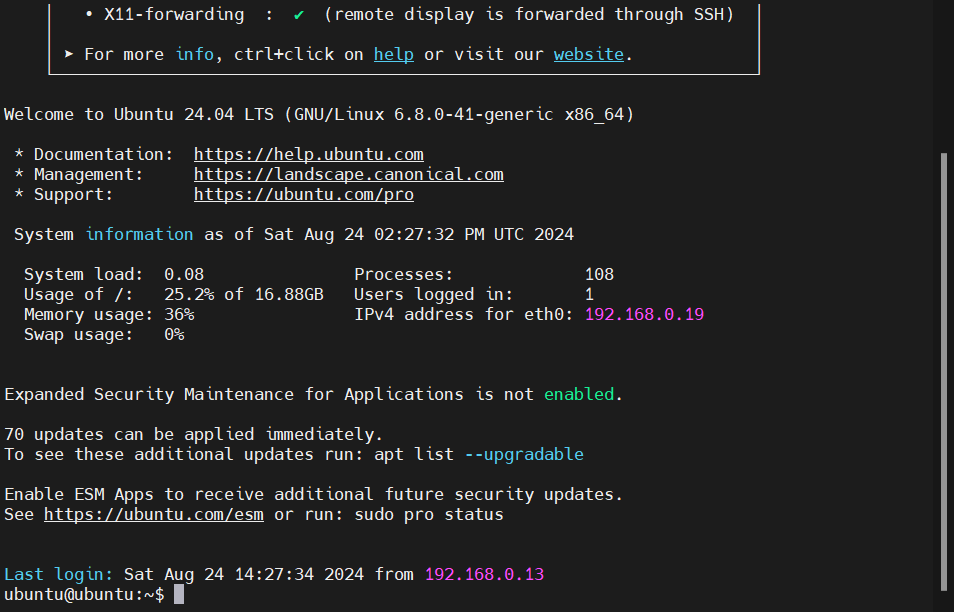 • X11-forwarding  :  ✔  (remote display is forwarded through SSH)
➤ For more info, ctrl+click on help or visit our website.
Welcome to Ubuntu 24.04 LTS (GNU/Linux 6.8.0-41-generic x86_64)
* Documentation:  https://help.ubuntu.com
* Management:     https://landscape.canonical.com
* Support:        https://ubuntu.com/pro
System information as of Sat Aug 24 02:27:32 PM UTC 2024
System load:  0.08               Processes:             108
Usage of /:   25.2% of 16.88GB   Users logged in:       1
Memory usage: 36%                IPv4 address for eth0: 192.168.0.19
Swap usage:   0%
Expanded Security Maintenance for Applications is not enabled.
70 updates can be applied immediately.
To see these additional updates run: apt list --upgradable
Enable ESM Apps to receive additional future security updates.
See https://ubuntu.com/esm or run: sudo pro status
Last login: Sat Aug 24 14:27:34 2024 from 192.168.0.13
ubuntu@ubuntu:~$